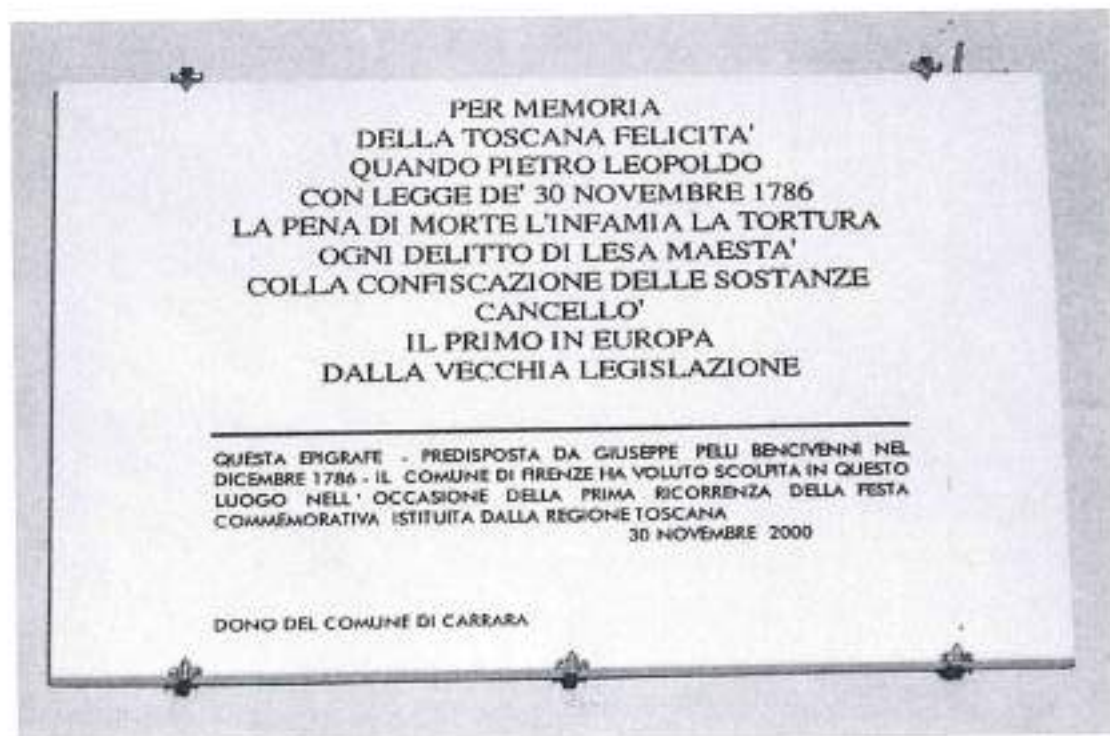 PER MEMORIA
DELLA TOSCANA FELICITA'
QUANDO PIETRO LEOPOLDO
CON LEGGE DE' 30 NOVEMBRE 1786
LA PENA DI MORTE L'INFAMIA LA TORTURA
OGNI DELITTO DI LESA MAESTA'
COLLA CONFISCAZIONE DELLE SOSTANZE
CANCELLO'
IL PRIMO IN EUROPA
DALLA VECCHIA LEGISLAZIONE
QUESTA EPIGRAFE - PREDISPOSTA DA GIUSEPPE PELLI BENCIVENNI NEL
DICEMBRE 1786 - IL COMUNE DI FIRENZE HA VOLUTO SCOLPITA IN QUESTO
LUOGO NELL' OCCASIONE DELLA PRIMA RICORRENZA DELLA FESTA
COMMEMORATIVA ISTITUITA DALLA REGIONE TOSCANA
30 NOVEMBRE 2000
DONO DEL COMUNE DI CARRARA